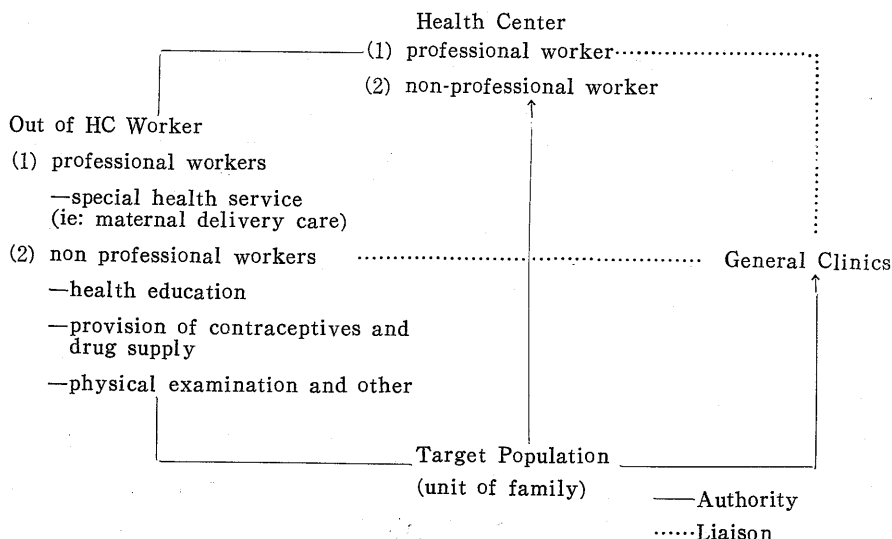 Health Center
(1) professional worker
(2) non-professional worker
Out of HC Worker
(1) professional workers
—special health service
(ie: maternal delivery care)
(2) non professional workers
General Clinics
—health education
—provision of contraceptives and
drug supply
—physical examination and other
Target Population
(unit of family)
——Authority
······Liaison